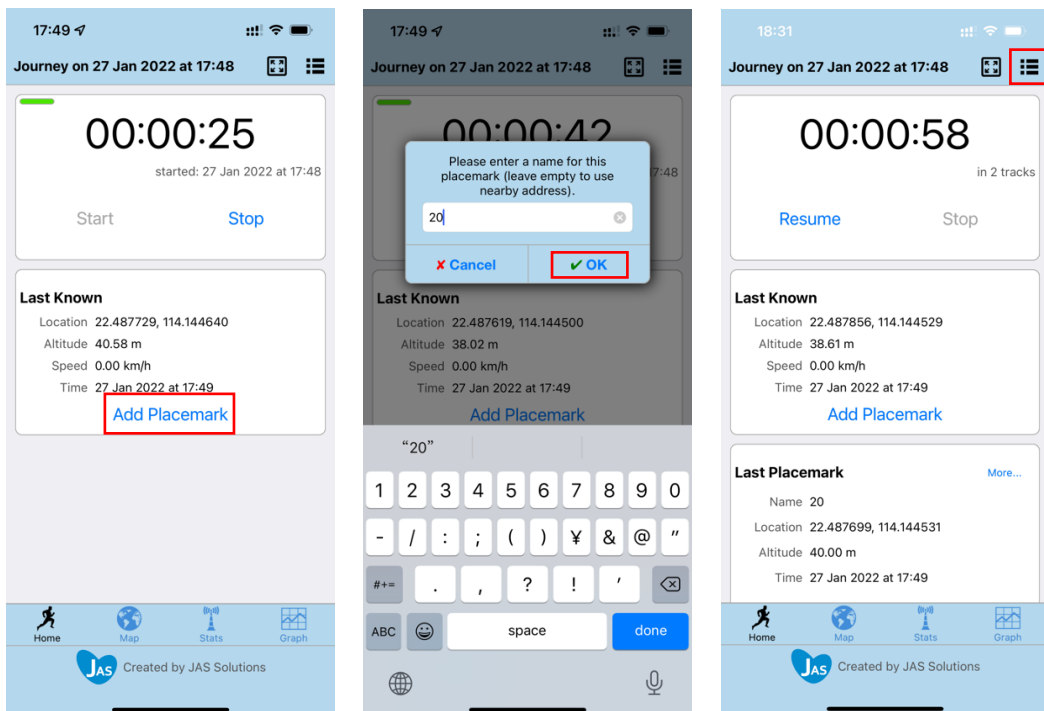 17:49
Journey on 27 Jan 2022 at 17:48
00:00:25
started: 27 Jan 2022 at 17:48
Start Stop
Last Known
Location 22.487729, 114.144640
Altitude 40.58 m
Speed 0.00 km/h
Time 27 Jan 2022 at 17:49
Add Placemark
Home Map Stats Graph
JAS Created by JAS Solutions
17:49
Journey on 27 Jan 2022 at 17:48
00:00:42
17:48
Please enter a name for this
placemark (leave empty to use
nearby address).
20
✘ Cancel ✔ OK
Last Known
Location 22.487619, 114.144500
Altitude 38.02 m
Speed 0.00 km/h
Time 27 Jan 2022 at 17:49
Add Placemark
“20”
1 2 3 4 5 6 7 8 9 0
- / : ; ( ) ¥ & @ "
#+= . , ? ! '
ABC space done
18:31
Journey on 27 Jan 2022 at 17:48
00:00:58
in 2 tracks
Resume Stop
Last Known
Location 22.487856, 114.144529
Altitude 38.61 m
Speed 0.00 km/h
Time 27 Jan 2022 at 17:49
Add Placemark
Last Placemark More...
Name 20
Location 22.487699, 114.144531
Altitude 40.00 m
Time 27 Jan 2022 at 17:49
Home Map Stats Graph
JAS Created by JAS Solutions